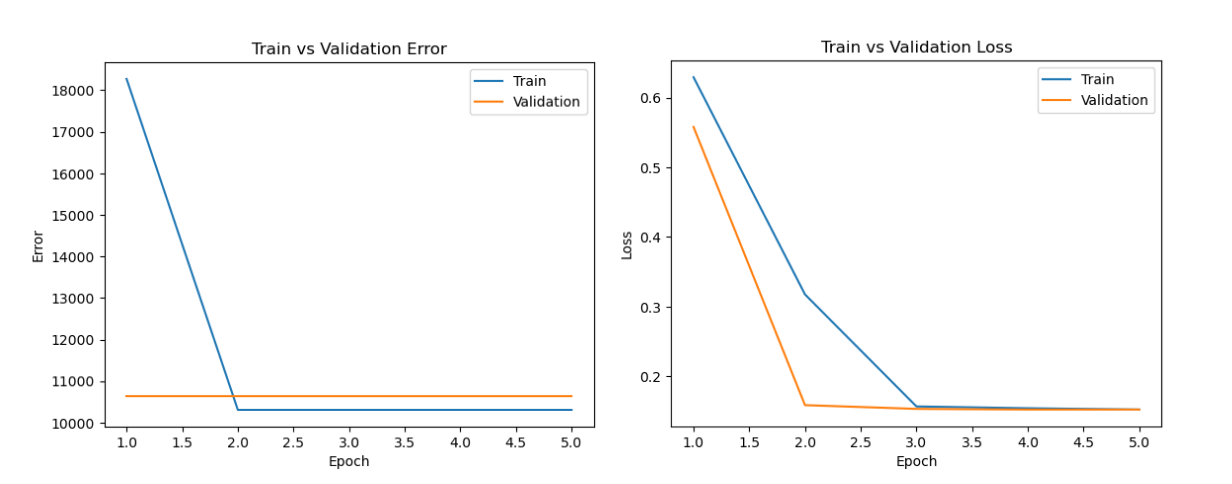 Train vs Validation Error
Train
Validation
18000
17000
16000
15000
14000
13000
12000
11000
10000
Error
1.0 1.5 2.0 2.5 3.0 3.5 4.0 4.5 5.0
Epoch
Train vs Validation Loss
Train
Validation
0.6
0.5
0.4
0.3
0.2
Loss
1.0 1.5 2.0 2.5 3.0 3.5 4.0 4.5 5.0
Epoch